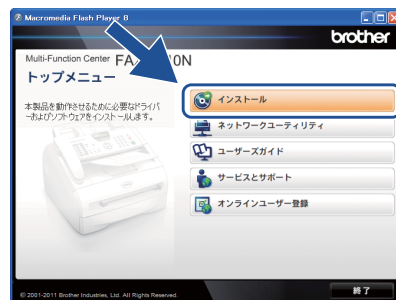 Macromedia Flash Player 8
brother
Multi-Function Center FA 10N
トップメニュー
本製品を動作させるために必要なドライバ
ーおよびソフトウェアをインストールします。
インストール
ネットワークユーティリティ
ユーザーズガイド
サービスとサポート
オンラインユーザー登録
© 2001-2011 Brother Industries, Ltd. All Rights Reserved.
終了